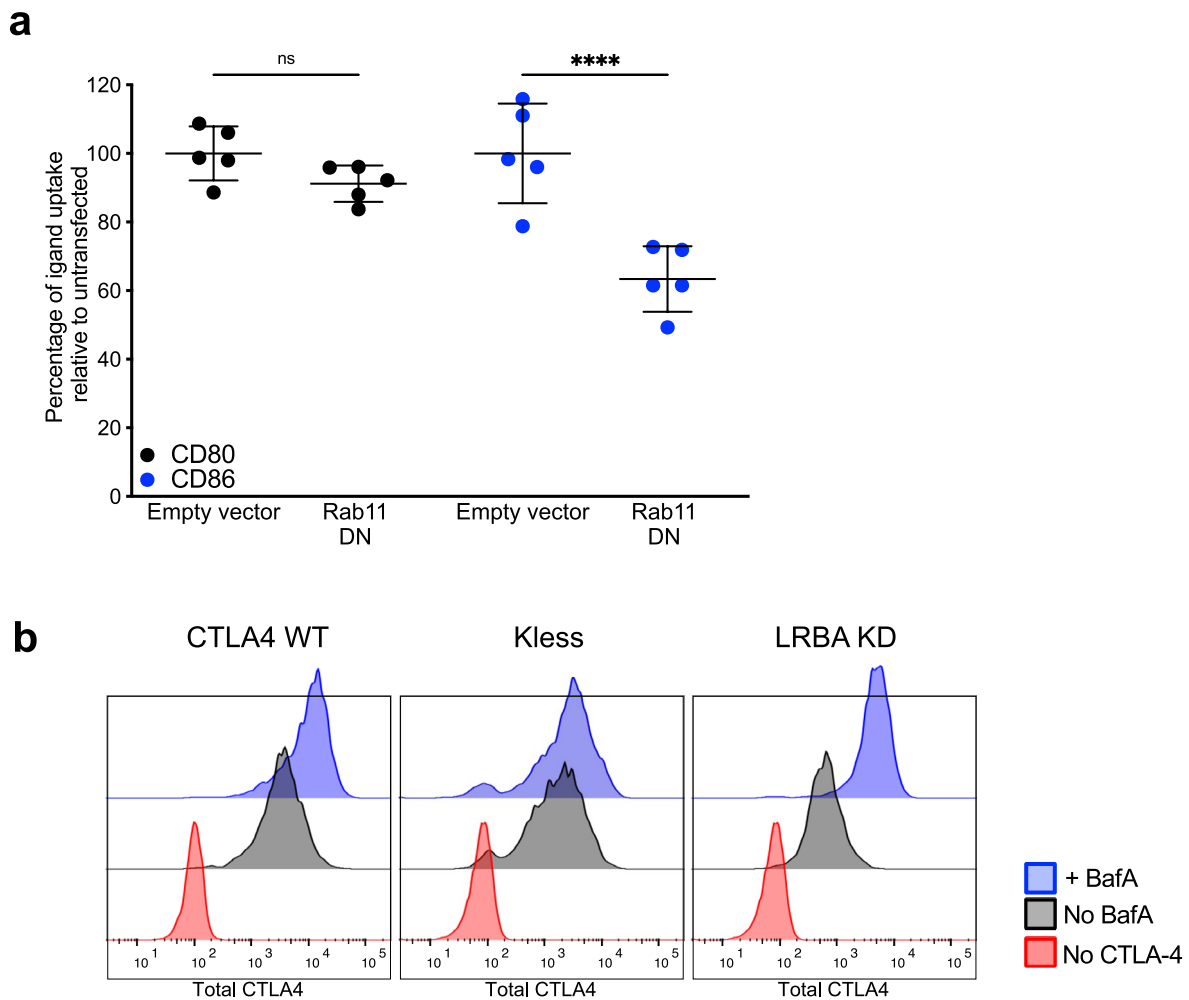 a
ns
****
120
100
80
60
40
20
0
Percentage of igand uptake
relative to untransfected
CD80
CD86
Empty vector
Rab11
DN
Empty vector
Rab11
DN
b
CTLA4 WT
Kless
LRBA KD
10 1 10 2 10 3 10 4 10 5
10 1 10 2 10 3 10 4 10 5
10 1 10 2 10 3 10 4 10 5
Total CTLA4
Total CTLA4
Total CTLA4
+ BafA
No BafA
No CTLA-4